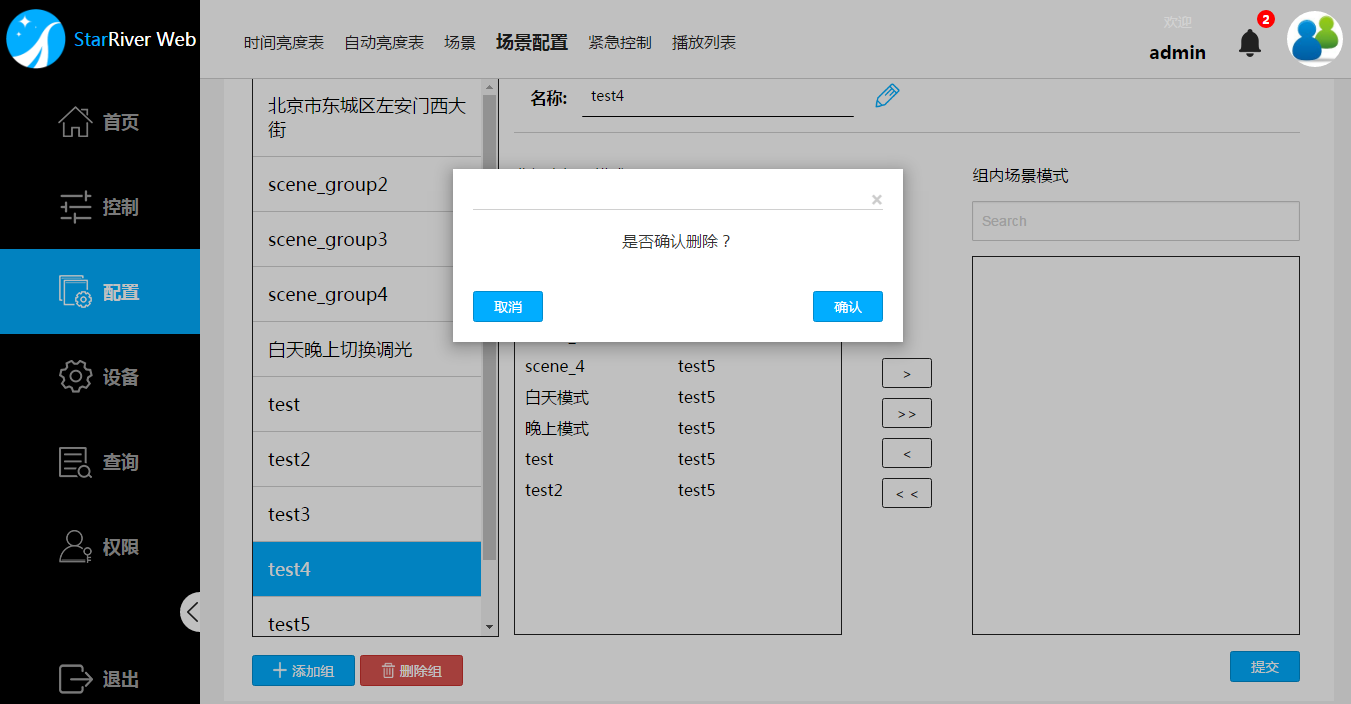 StarRiver Web
时间亮度表 自动亮度表 场景 场景配置 紧急控制 播放列表
欢迎
admin
2
首页
控制
配置
设备
查询
权限
退出
北京市东城区左安门西大
街
scene_group2
scene_group3
scene_group4
白天晚上切换调光
test
test2
test3
test4
test5
添加组
删除组
名称: test4
×
是否确认删除？
取消
确认
scene_4 test5
白天模式 test5
晚上模式 test5
test test5
test2 test5
>
>>
<
< <
组内场景模式
Search
提交